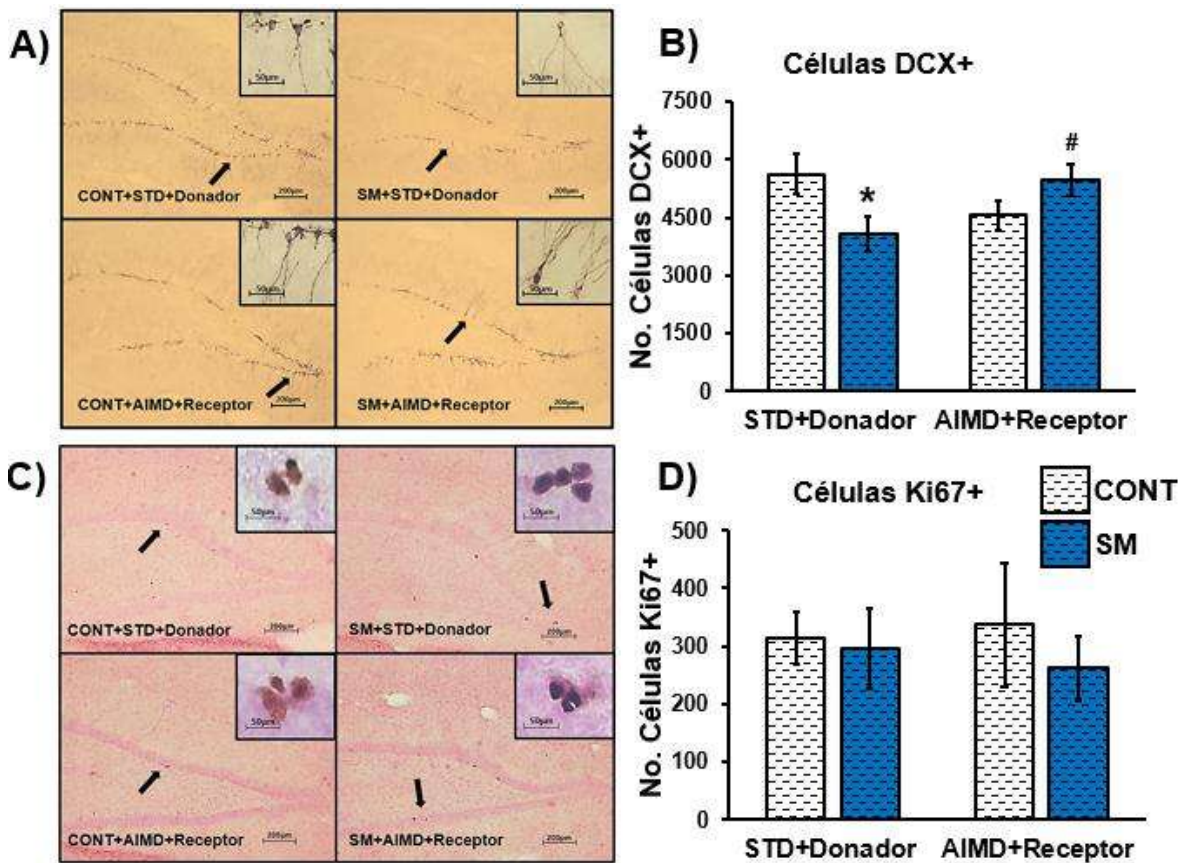 A)
50µm
50µm
CONT+STD+Donador
200µm
SM+STD+Donador
200µm
50µm
50µm
CONT+AIMD+Receptor
200µm
SM+AIMD+Receptor
200µm
B)
Células DCX+
No. Células DCX+
7500
6000
4500
3000
1500
0
*
#
STD+Donador
AIMD+Receptor
C)
50µm
50µm
CONT+STD+Donador
200µm
SM+STD+Donador
200µm
50µm
50µm
CONT+AIMD+Receptor
200µm
SM+AIMD+Receptor
200µm
D)
Células Ki67+
CONT
SM
No. Células Ki67+
500
400
300
200
100
0
STD+Donador
AIMD+Receptor